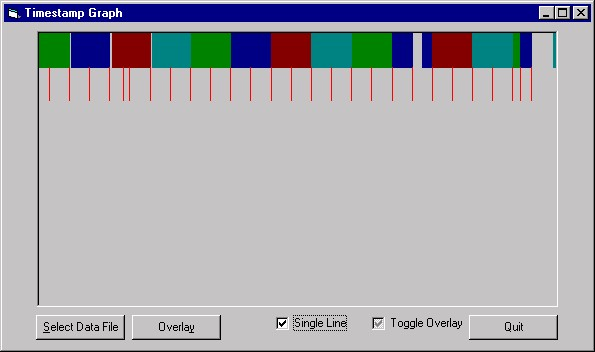 Timestamp Graph
Select Data File
Overlay
Single Line
Toggle Overlay
Quit